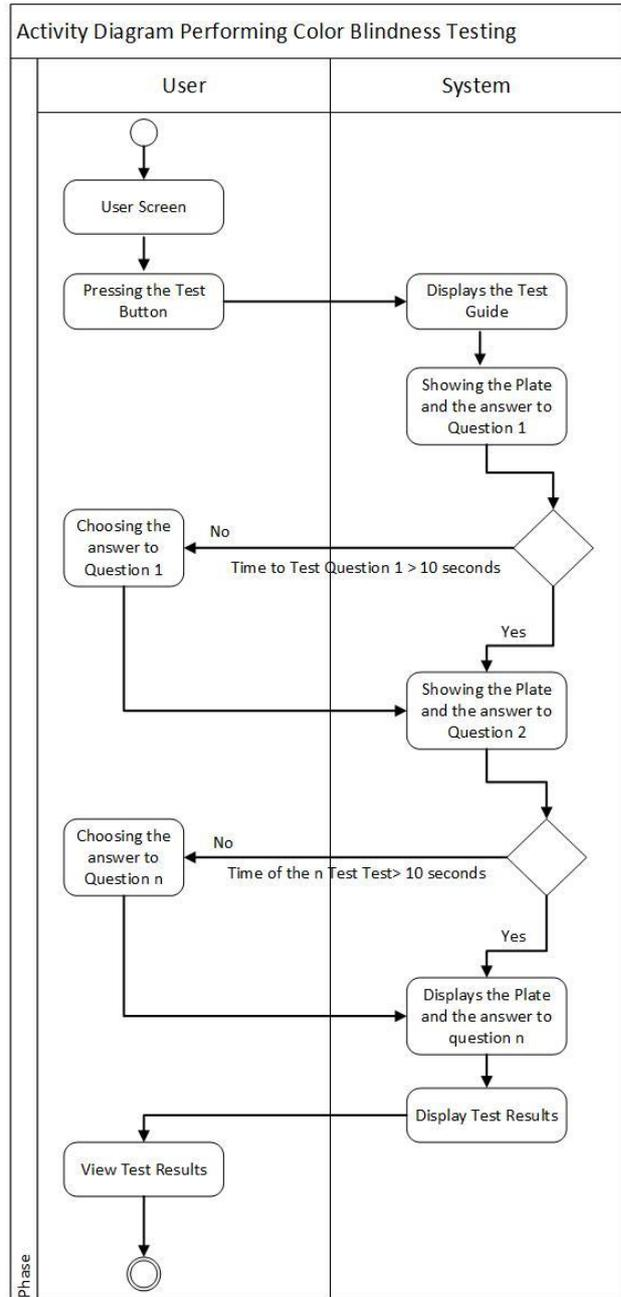 Activity Diagram Performing Color Blindness Testing
User
System
User Screen
Pressing the Test
Button
Displays the Test
Guide
Showing the Plate
and the answer to
Question 1
Choosing the
answer to
Question 1
No
Time to Test Question 1 > 10 seconds
Yes
Showing the Plate
and the answer to
Question 2
Choosing the
answer to
Question n
No
Time of the n Test Test> 10 seconds
Yes
Displays the Plate
and the answer to
question n
Display Test Results
View Test Results
Phase